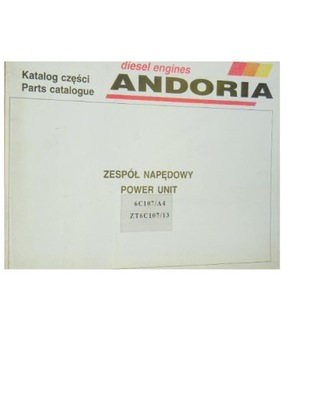 Katalog części
Parts catalogue
diesel engines
ANDORIA
ZESPÓŁ NAPĘDOWY
POWER UNIT
6C107/A4
ZT6C107/13